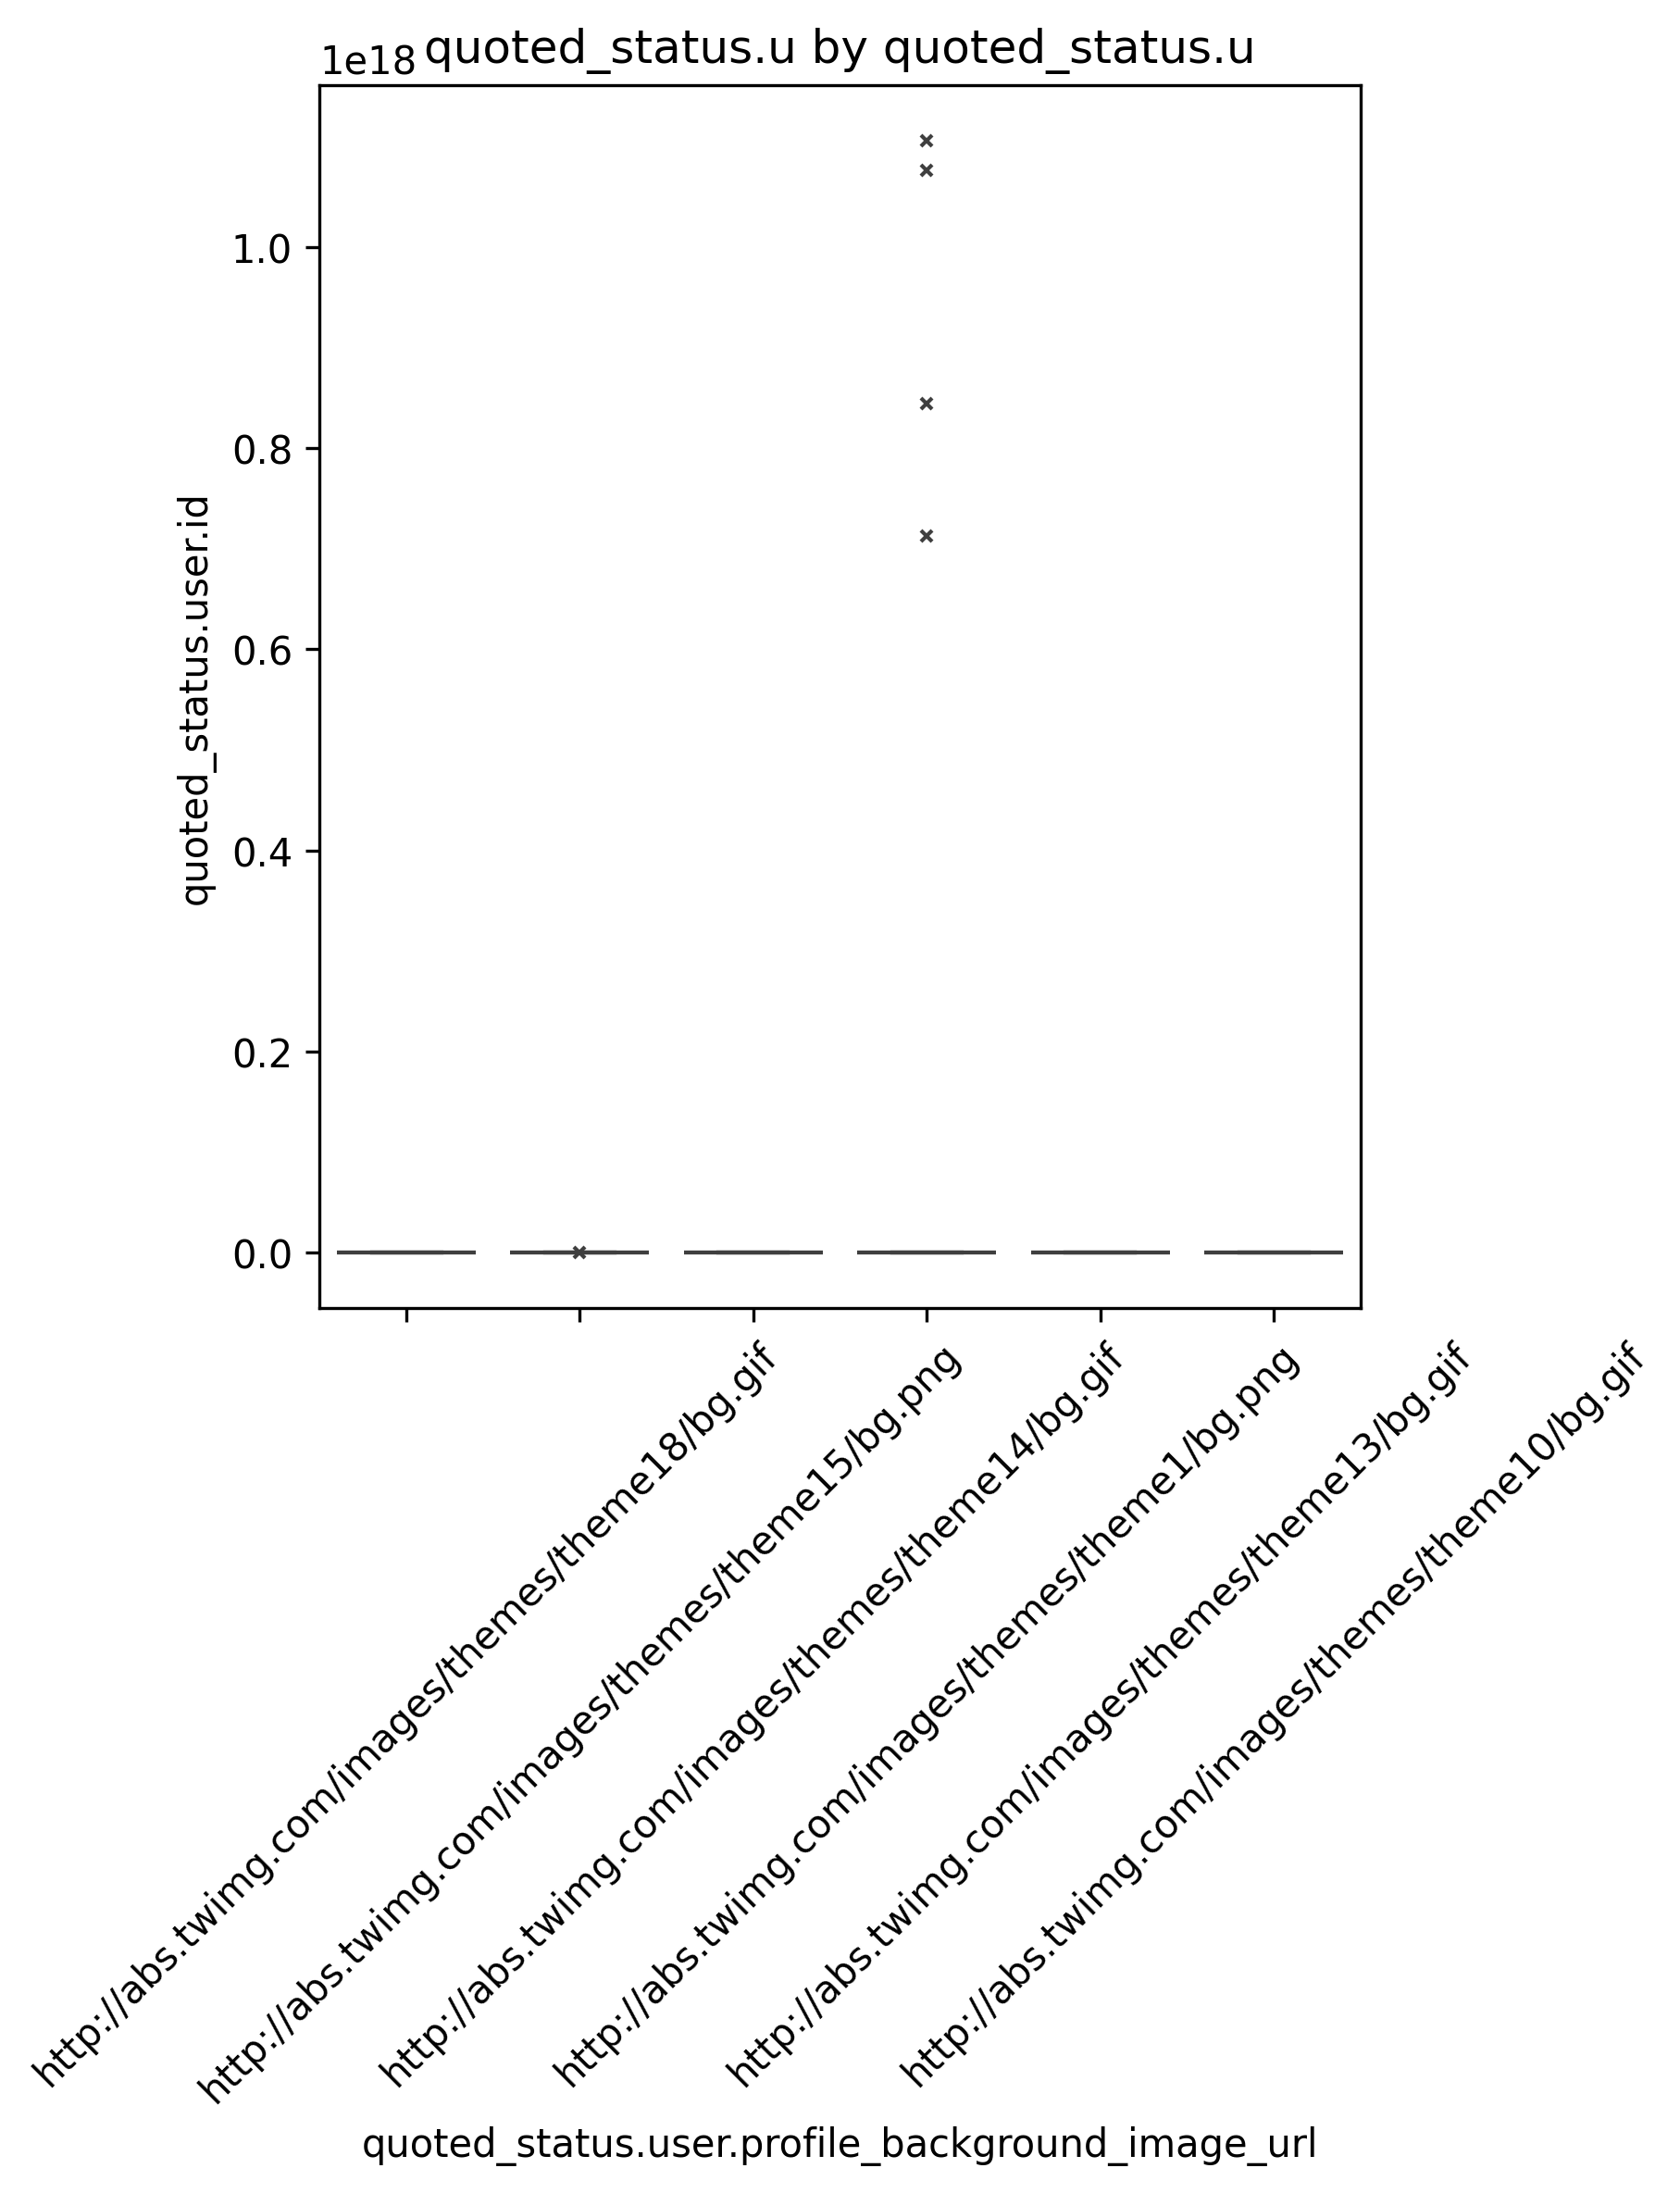 quoted_status.u by quoted_status.u
1e18
1.0
0.8
0.6
0.4
0.2
0.0
quoted_status.user.id
http://abs.twimg.com/images/themes/theme18/bg.gif
http://abs.twimg.com/images/themes/theme15/bg.png
http://abs.twimg.com/images/themes/theme14/bg.gif
http://abs.twimg.com/images/themes/theme1/bg.png
http://abs.twimg.com/images/themes/theme13/bg.gif
http://abs.twimg.com/images/themes/theme10/bg.gif
quoted_status.user.profile_background_image_url